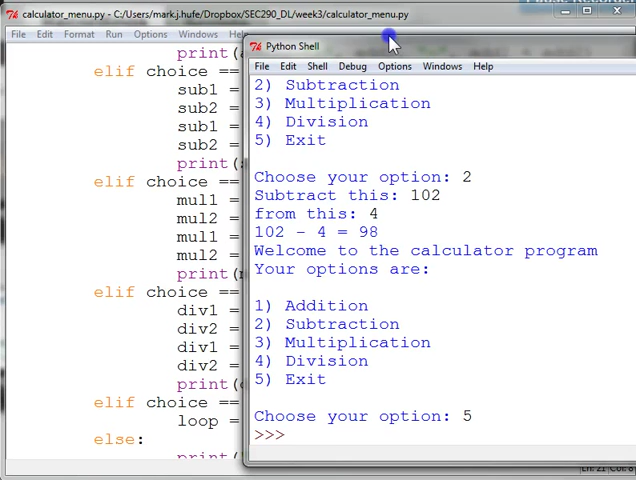 calculator_menu.py - C:/Users/mark.j.hufe/Dropbox/SEC290_DL/week3/calculator_menu.py
File Edit Format Run Options Windows
elif choice ==
sub1 =
sub2 =
sub1 =
sub2 =
elif choice ==
mul1 =
mul2 =
mul1 =
mul2 =
elif choice ==
div1 =
div2 =
div1 =
div2 =
print(
elif choice ==
loop =
else:
Python Shell
File Edit Shell Debug Options Windows Help
2) Subtraction
3) Multiplication
4) Division
5) Exit
Choose your option: 2
Subtract this: 102
from this: 4
102 - 4 = 98
Welcome to the calculator program
Your options are:
1) Addition
2) Subtraction
3) Multiplication
4) Division
5) Exit
Choose your option: 5
>>>